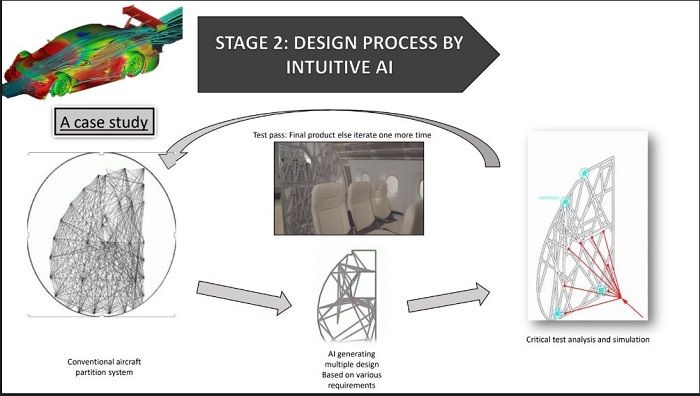 STAGE 2: DESIGN PROCESS BY
INTUITIVE AI
A case study
Test pass: Final product else iterate one more time
Conventional aircraft
partition system
AI generating
multiple design
Based on various
requirements
Critical test analysis and simulation